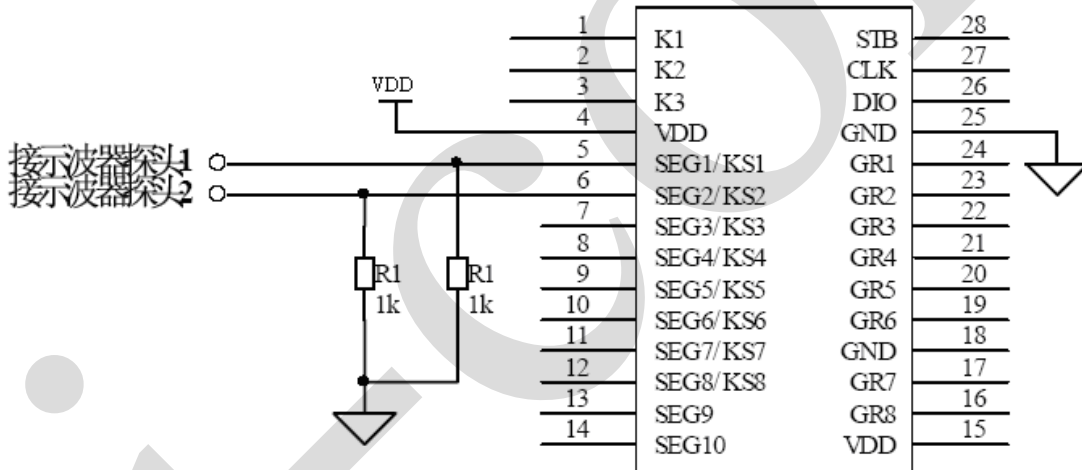 1 K1 STB 28
2 K2 CLK 27
3 K3 DIO 26
VDD
4 VDD GND 25
接示波器探头1 5 SEG1/KS1 GR1 24
接示波器探头2 6 SEG2/KS2 GR2 23
7 SEG3/KS3 GR3 22
8 SEG4/KS4 GR4 21
R1 R1 9 SEG5/KS5 GR5 20
1k 1k 10 SEG6/KS6 GR6 19
11 SEG7/KS7 GND 18
12 SEG8/KS8 GR7 17
13 SEG9 GR8 16
14 SEG10 VDD 15